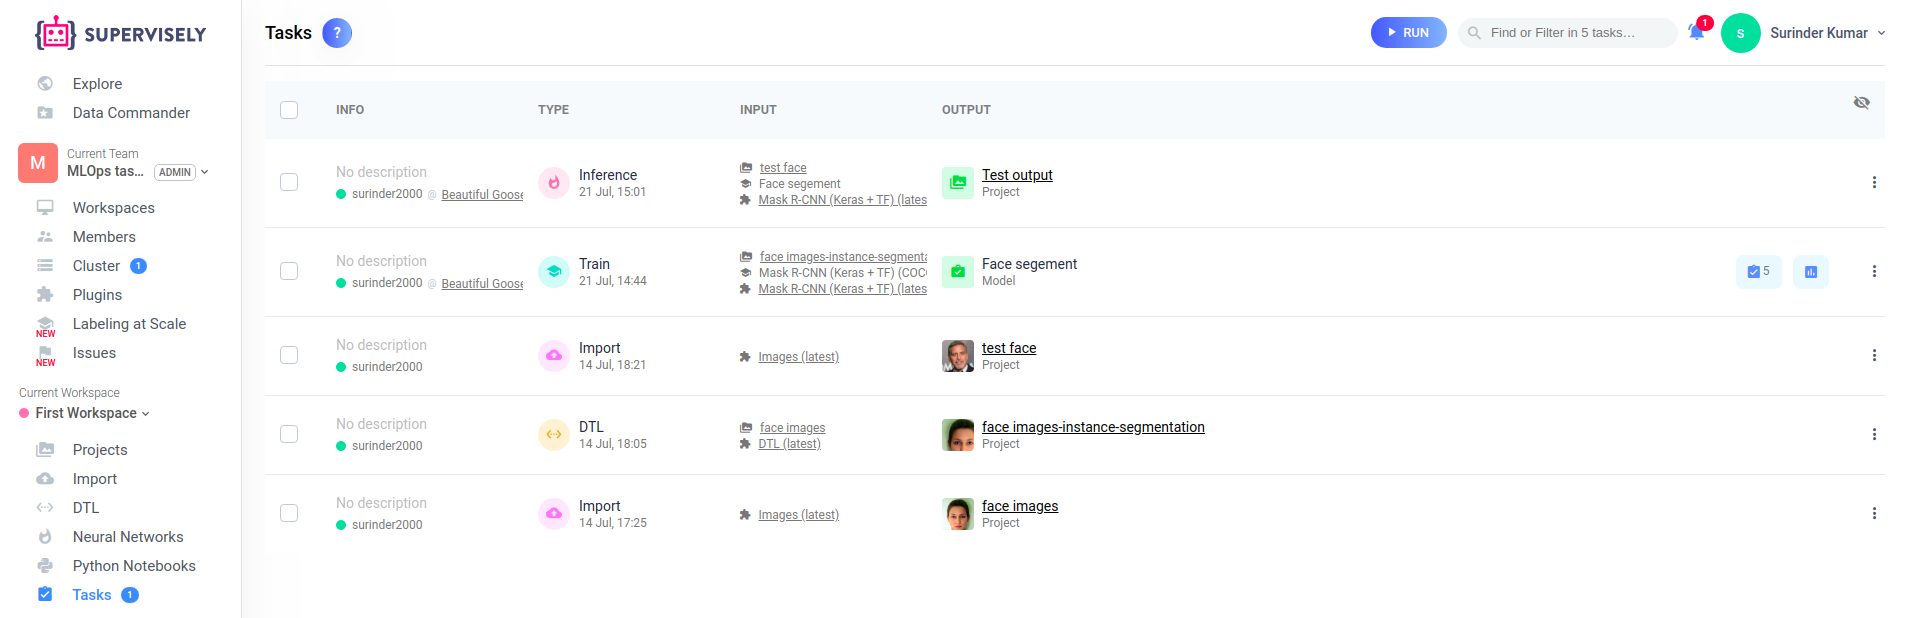 SUPERVISELY
Tasks ?
RUN
Find or Filter in 5 tasks…
1
S
Surinder Kumar
Explore
Data Commander
M
Current Team
MLOps tas...
ADMIN
Workspaces
Members
Cluster 1
Plugins
Labeling at Scale
NEW
Issues
NEW
Current Workspace
First Workspace
Projects
Import
DTL
Neural Networks
Python Notebooks
Tasks 1
INFO TYPE INPUT OUTPUT
No description
surinder2000 @ Beautiful Goose
Inference
21 Jul, 15:01
test face
Face segement
Mask R-CNN (Keras + TF) (lates
Test output
Project
No description
surinder2000 @ Beautiful Goose
Train
21 Jul, 14:44
face images-instance-segmenta
Mask R-CNN (Keras + TF) (COC
Mask R-CNN (Keras + TF) (lates
Face segement
Model
5
No description
surinder2000
Import
14 Jul, 18:21
Images (latest)
test face
Project
No description
surinder2000
DTL
14 Jul, 18:05
face images
DTL (latest)
face images-instance-segmentation
Project
No description
surinder2000
Import
14 Jul, 17:25
Images (latest)
face images
Project